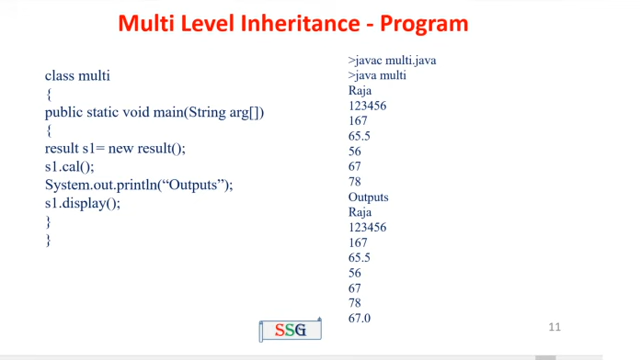 Multi Level Inheritance - Program
class multi
{
public static void main(String arg[])
{
result s1= new result();
s1.cal();
System.out.println(“Outputs”);
s1.display();
}
}
>javac multi.java
>java multi
Raja
123456
167
65.5
56
67
78
Outputs
Raja
123456
167
65.5
56
67
78
67.0
SSG
11